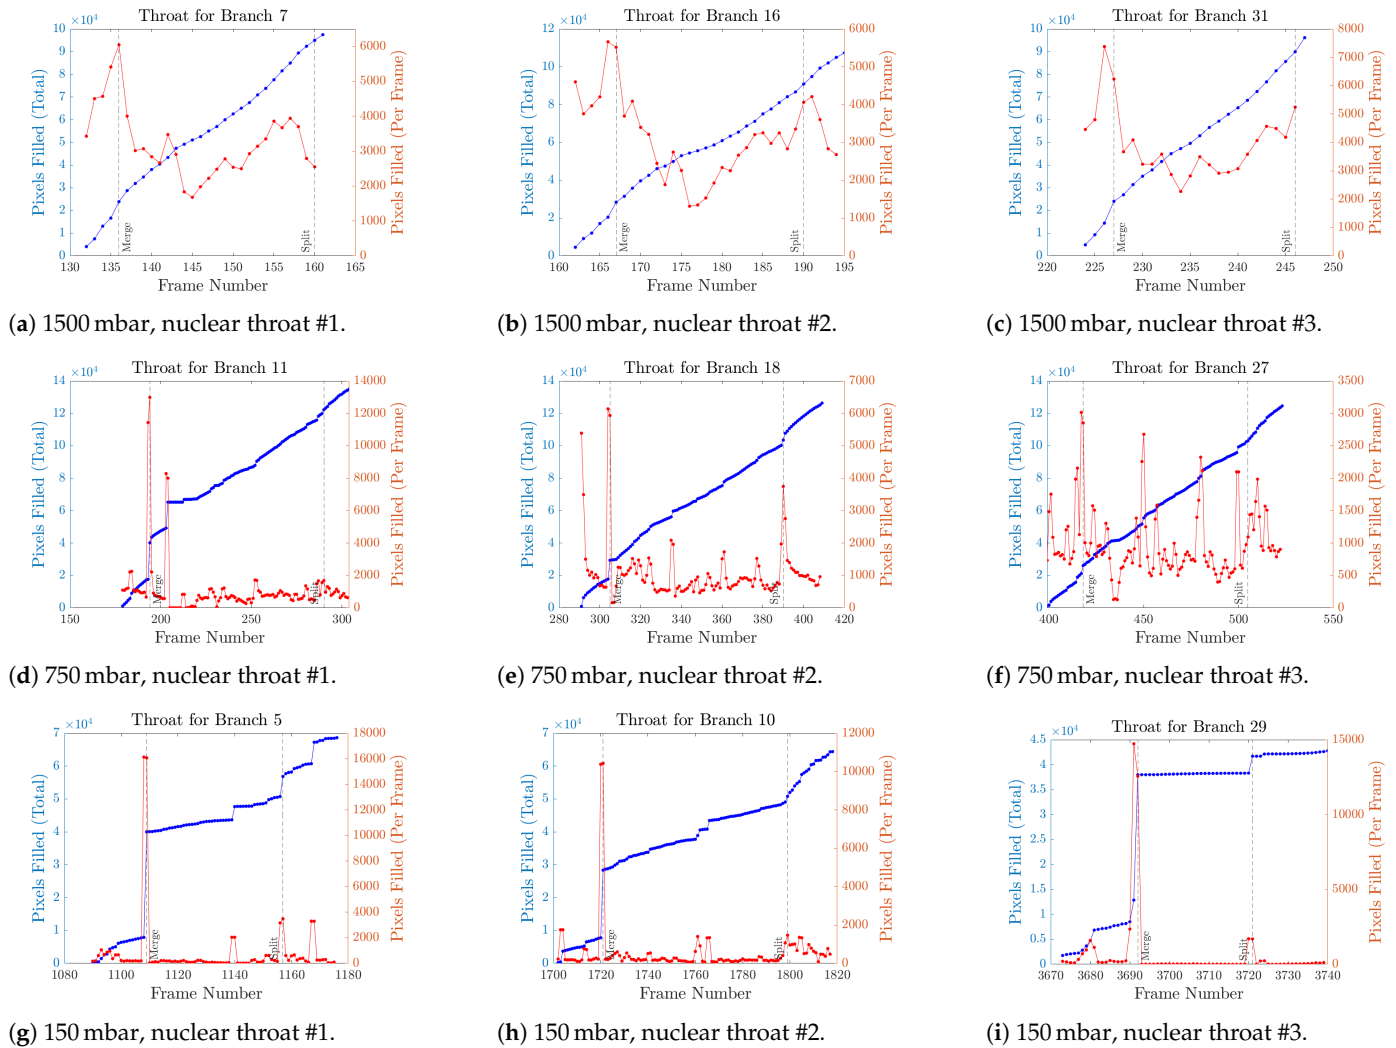 Throat for Branch 7
×10⁴
Pixels Filled (Total)
10
9
8
7
6
5
4
3
2
1
0
6000
5000
4000
3000
2000
1000
0
Pixels Filled (Per Frame)
Merge
Split
130 135 140 145 150 155 160 165
Frame Number
(a) 1500 mbar, nuclear throat #1.
Throat for Branch 16
×10⁴
Pixels Filled (Total)
12
10
8
6
4
2
0
6000
5000
4000
3000
2000
1000
0
Pixels Filled (Per Frame)
Merge
Split
160 165 170 175 180 185 190 195
Frame Number
(b) 1500 mbar, nuclear throat #2.
Throat for Branch 31
×10⁴
Pixels Filled (Total)
10
9
8
7
6
5
4
3
2
1
0
8000
7000
6000
5000
4000
3000
2000
1000
0
Pixels Filled (Per Frame)
Merge
Split
220 225 230 235 240 245 250
Frame Number
(c) 1500 mbar, nuclear throat #3.
Throat for Branch 11
×10⁴
Pixels Filled (Total)
14
12
10
8
6
4
2
0
14000
12000
10000
8000
6000
4000
2000
0
Pixels Filled (Per Frame)
Merge
Split
150 200 250 300
Frame Number
(d) 750 mbar, nuclear throat #1.
Throat for Branch 18
×10⁴
Pixels Filled (Total)
14
12
10
8
6
4
2
0
7000
6000
5000
4000
3000
2000
1000
0
Pixels Filled (Per Frame)
Merge
Split
280 300 320 340 360 380 400 420
Frame Number
(e) 750 mbar, nuclear throat #2.
Throat for Branch 27
×10⁴
Pixels Filled (Total)
14
12
10
8
6
4
2
0
3500
3000
2500
2000
1500
1000
500
0
Pixels Filled (Per Frame)
Merge
Split
400 450 500 550
Frame Number
(f) 750 mbar, nuclear throat #3.
Throat for Branch 5
×10⁴
Pixels Filled (Total)
7
6
5
4
3
2
1
0
18000
16000
14000
12000
10000
8000
6000
4000
2000
0
Pixels Filled (Per Frame)
Merge
Split
1080 1100 1120 1140 1160 1180
Frame Number
(g) 150 mbar, nuclear throat #1.
Throat for Branch 10
×10⁴
Pixels Filled (Total)
7
6
5
4
3
2
1
0
12000
10000
8000
6000
4000
2000
0
Pixels Filled (Per Frame)
Merge
Split
1700 1720 1740 1760 1780 1800 1820
Frame Number
(h) 150 mbar, nuclear throat #2.
Throat for Branch 29
×10⁴
Pixels Filled (Total)
4.5
4
3.5
3
2.5
2
1.5
1
0.5
0
15000
10000
5000
0
Pixels Filled (Per Frame)
Merge
Split
3670 3680 3690 3700 3710 3720 3730 3740
Frame Number
(i) 150 mbar, nuclear throat #3.